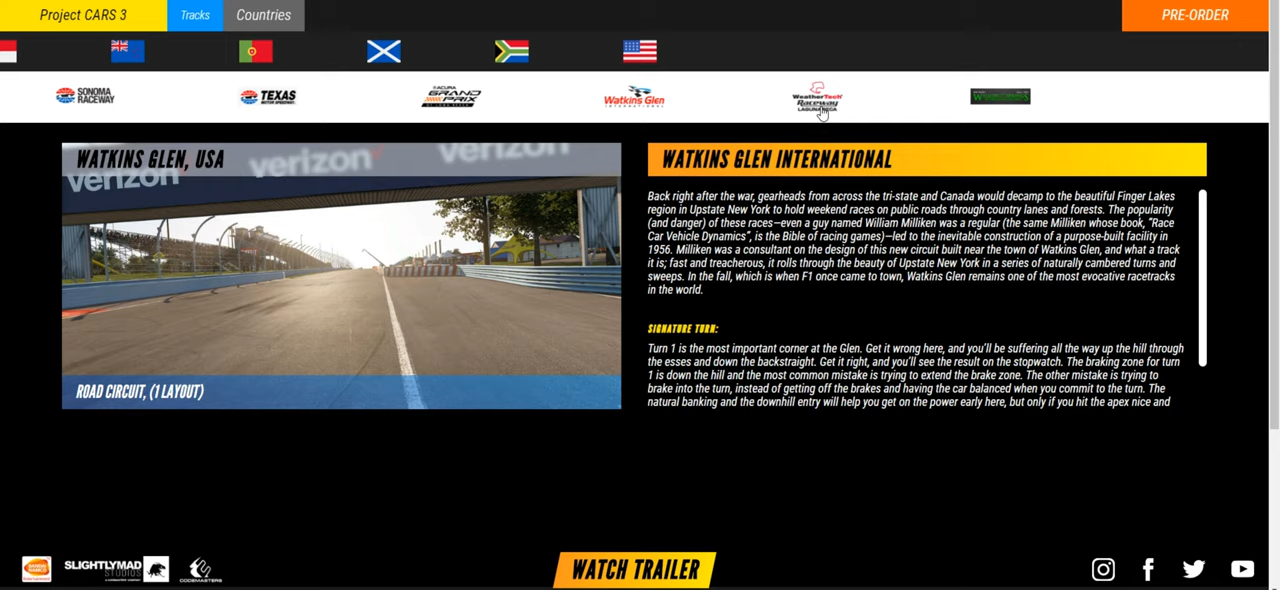 Project CARS 3
Tracks
Countries
PRE-ORDER
SONOMA
RACEWAY
TEXAS
MOTOR SPEEDWAY
ACURA
GRAND
PRIX
OF LONG BEACH
Watkins Glen
INTERNATIONAL
WeatherTech
Raceway
LAGUNA SECA
WATKINS GLEN, USA
verizon
verizon
verizon
WATKINS GLEN INTERNATIONAL
Back right after the war, gearheads from across the tri-state and Canada would decamp to the beautiful Finger Lakes
region in Upstate New York to hold weekend races on public roads through country lanes and forests. The popularity
(and danger) of these races—even a guy named William Milliken was a regular (the same Milliken whose book, "Race
Car Vehicle Dynamics", is the Bible of racing games)—led to the inevitable construction of a purpose-built facility in
1956. Milliken was a consultant on the design of this new circuit built near the town of Watkins Glen, and what a track
it is; fast and treacherous, it rolls through the beauty of Upstate New York in a series of naturally cambered turns and
sweeps. In the fall, which is when F1 once came to town, Watkins Glen remains one of the most evocative racetracks
in the world.
SIGNATURE TURN:
Turn 1 is the most important corner at the Glen. Get it wrong here, and you'll be suffering all the way up the hill through
the esses and down the backstraight. Get it right, and you'll see the result on the stopwatch. The braking zone for turn
1 is down the hill and the most common mistake is trying to extend the brake zone. The other mistake is trying to
brake into the turn, instead of getting off the brakes and having the car balanced when you commit to the turn. The
natural banking and the downhill entry will help you get on the power early here, but only if you hit the apex nice and
ROAD CIRCUIT, (1 LAYOUT)
SLIGHTLYMAD
STUDIOS
CODEMASTERS
WATCH TRAILER